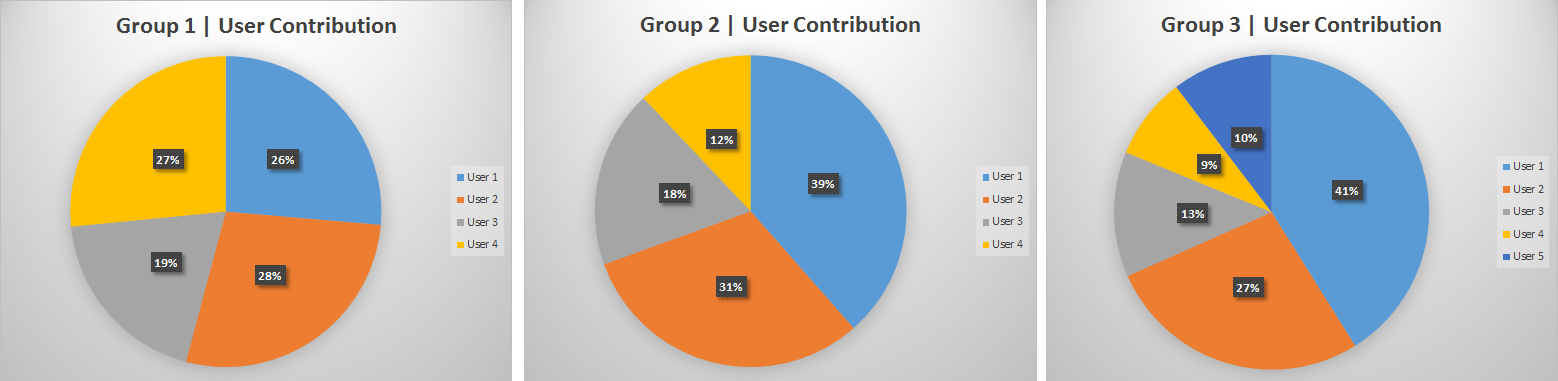 Group 1 | User Contribution
27%
26%
19%
28%
User 1
User 2
User 3
User 4
Group 2 | User Contribution
12%
39%
18%
31%
User 1
User 2
User 3
User 4
Group 3 | User Contribution
10%
9%
41%
13%
27%
User 1
User 2
User 3
User 4
User 5